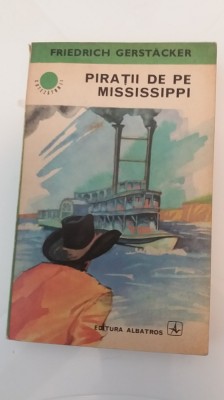 FRIEDRICH GERSTÄCKER
PIRAȚII DE PE
MISSISSIPPI
EDITURA ALBATROS